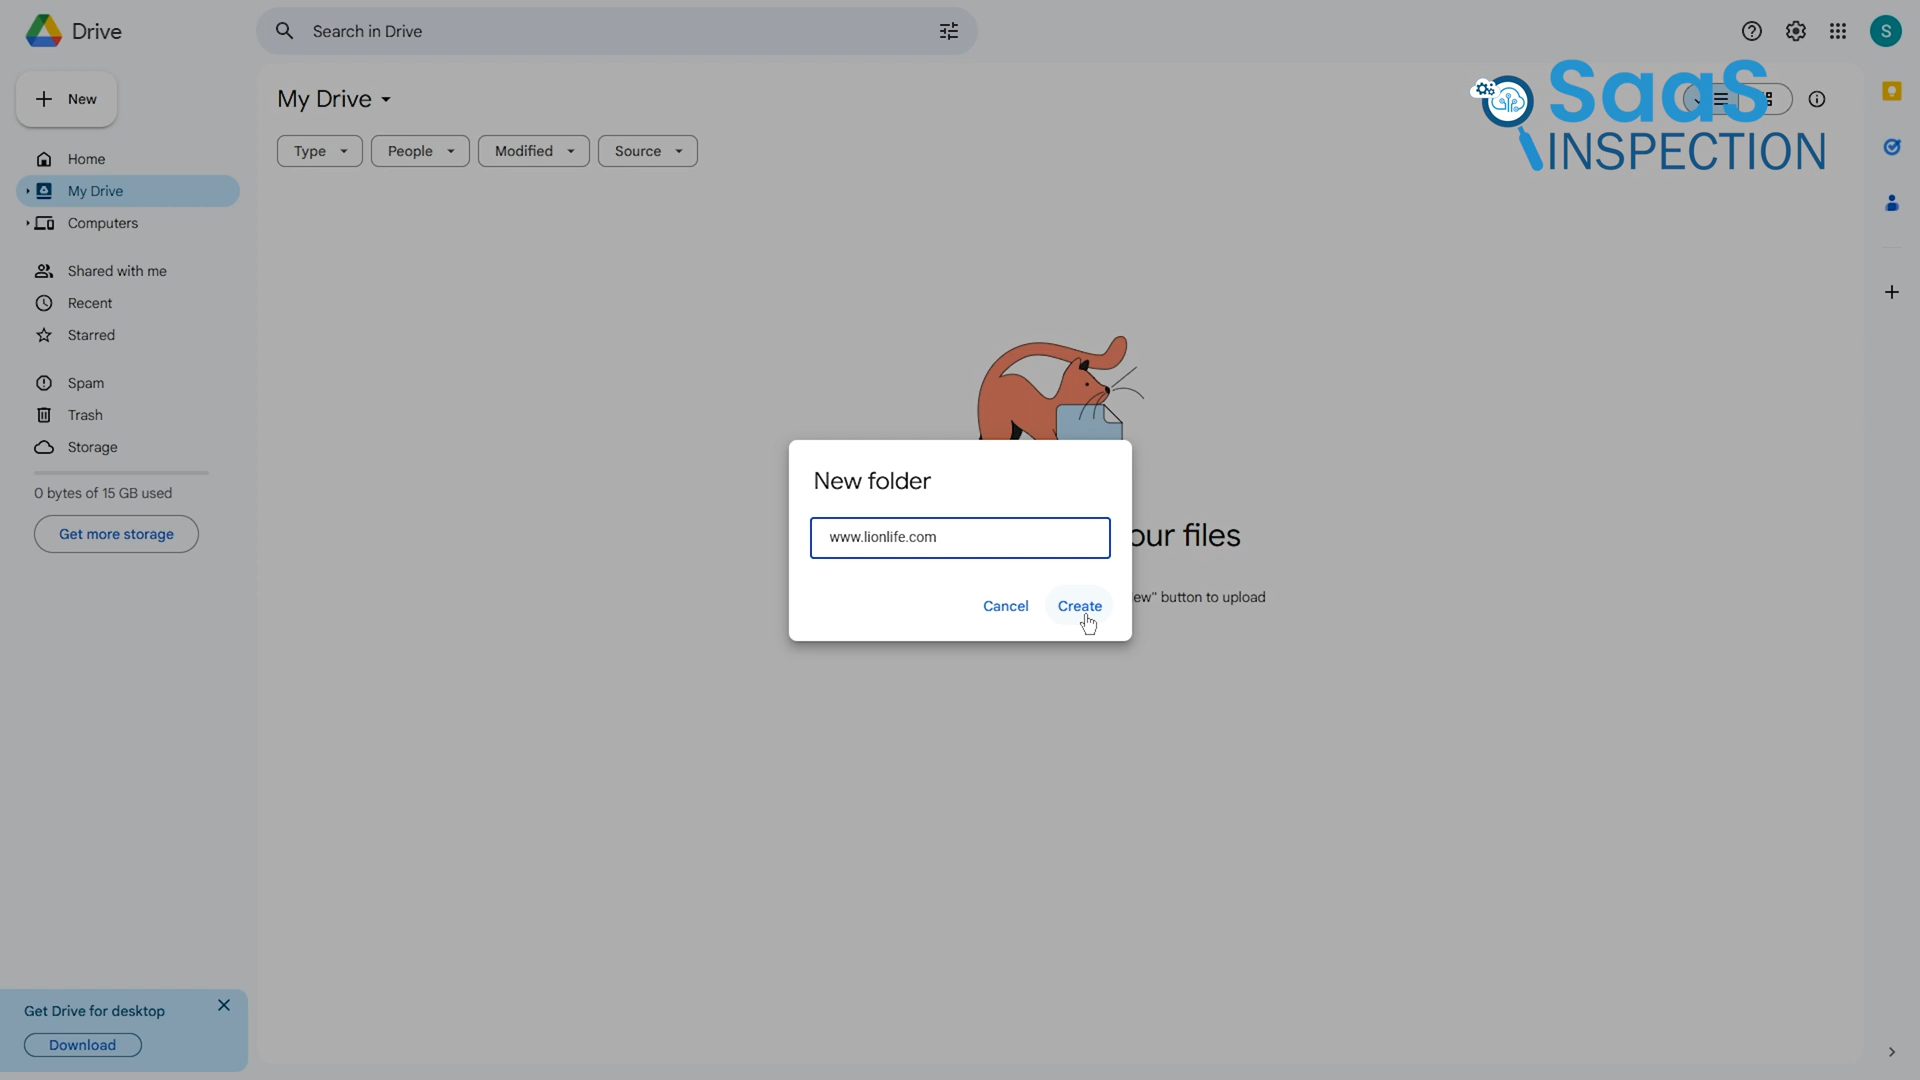 Drive
Search in Drive
S
SaaS
INSPECTION
New
My Drive
Type
People
Modified
Source
Home
My Drive
Computers
Shared with me
Recent
Starred
Spam
Trash
Storage
0 bytes of 15 GB used
Get more storage
New folder
www.lionlife.com
our files
Cancel
Create
ew" button to upload
Get Drive for desktop
Download